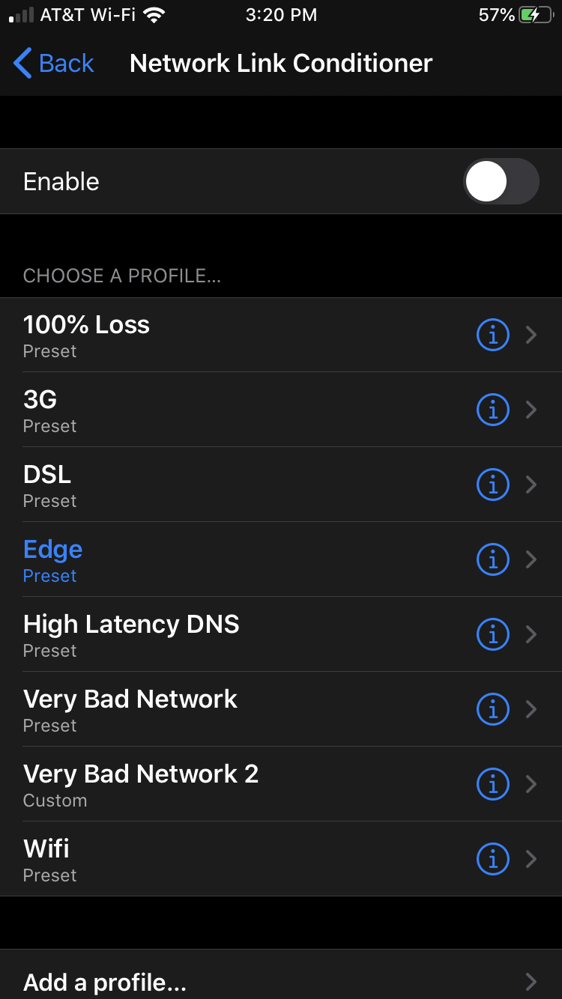 AT&T Wi-Fi 3:20 PM 57%
Back Network Link Conditioner
Enable
CHOOSE A PROFILE...
100% Loss
Preset
3G
Preset
DSL
Preset
Edge
Preset
High Latency DNS
Preset
Very Bad Network
Preset
Very Bad Network 2
Custom
Wifi
Preset
Add a profile...